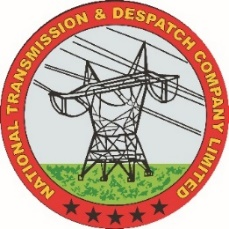 NATIONAL TRANSMISSION & DESPATCH COMPANY LIMITED